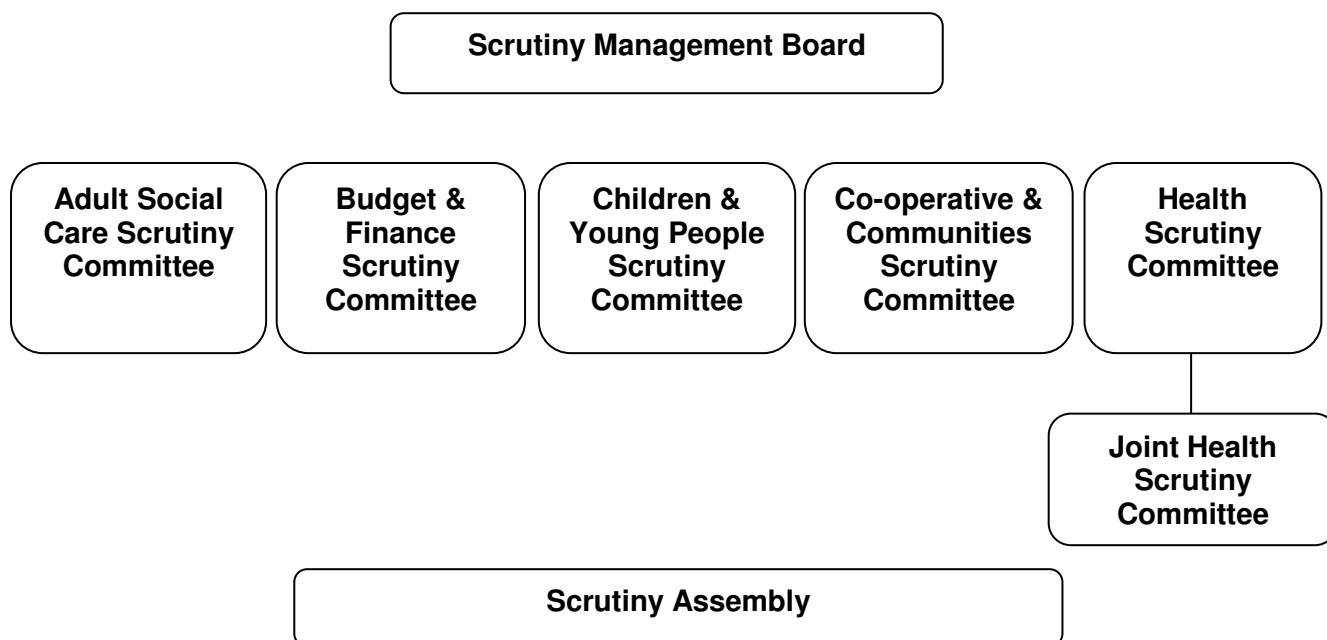 Scrutiny Management Board
Adult Social
Care Scrutiny
Committee
Budget &
Finance
Scrutiny
Committee
Children &
Young People
Scrutiny
Committee
Co-operative &
Communities
Scrutiny
Committee
Health
Scrutiny
Committee
Joint Health
Scrutiny
Committee
Scrutiny Assembly